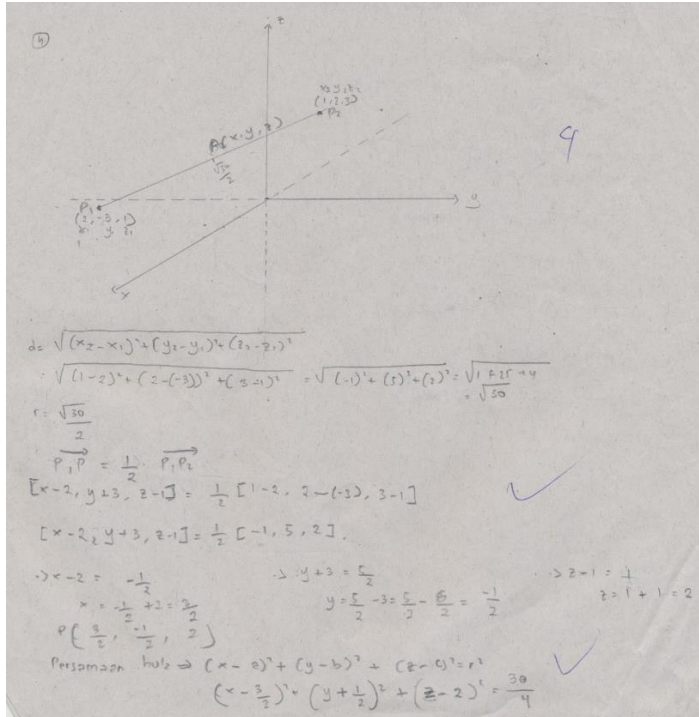 4
z
x₂ y₂ z₂
(1,2,3)
P₂
P(x,y,z)
√30/2
9
P₁
(2,-3,1)
x₁ y₁ z₁
y
x
d = √((x₂-x₁)²+(y₂-y₁)²+(z₂-z₁)²)
= √((1-2)²+(2-(-3))²+(3-1)²) = √((-1)²+(5)²+(2)²) = √(1+25+4)
= √30
r = √30/2
P₁P = 1/2 · P₁P₂
[x-2, y+3, z-1] = 1/2 [1-2, 2-(-3), 3-1]
[x-2, y+3, z-1] = 1/2 [-1, 5, 2].
·> x-2 = -1/2 ·> y+3 = 5/2 ·> z-1 = 1
x = -1/2 + 2 = 3/2 y = 5/2 - 3 = 5/2 - 6/2 = -1/2 z = 1 + 1 = 2
P(3/2, -1/2, 2)
Persamaan bola ⇒ (x-a)² + (y-b)² + (z-c)² = r²
(x-3/2)² + (y+1/2)² + (z-2)² = 30/4